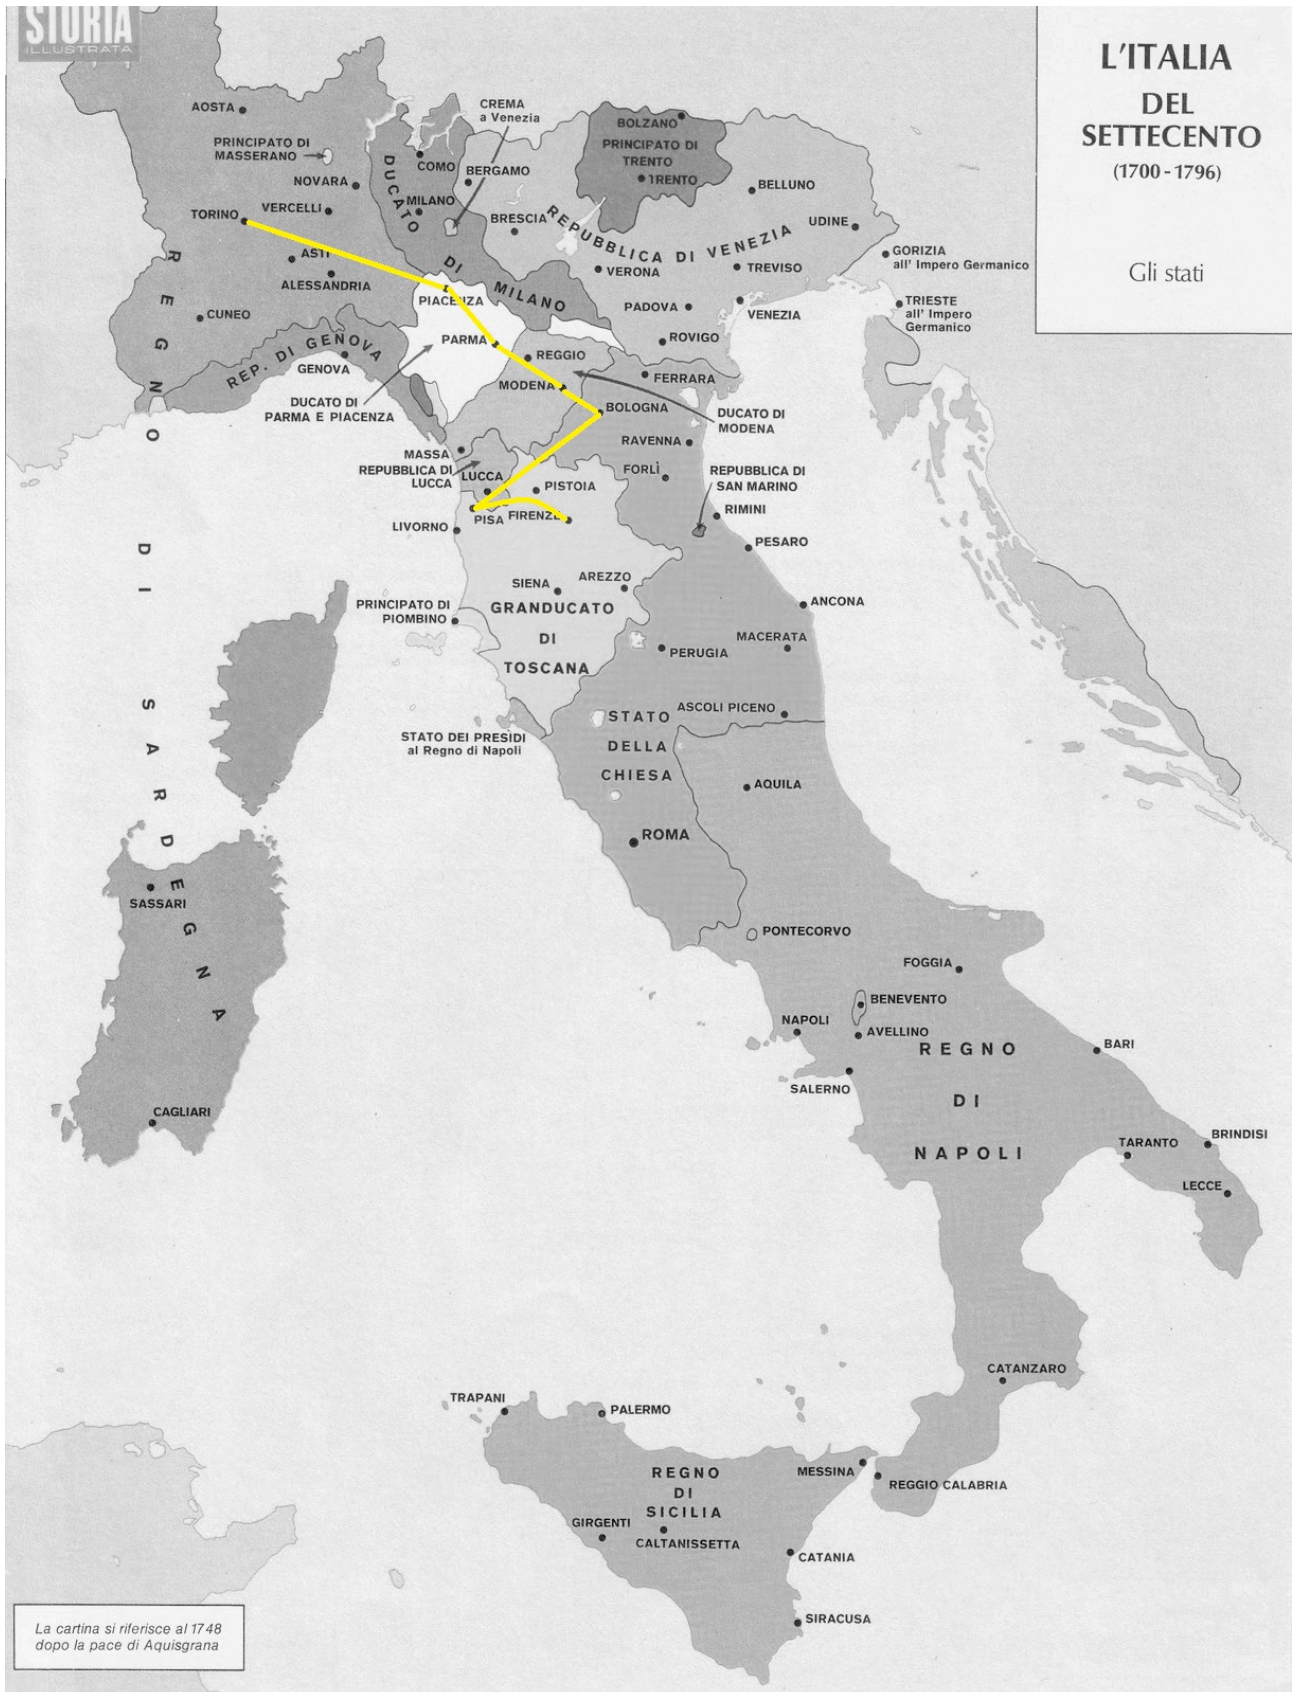 STORIA
ILLUSTRATA
L'ITALIA
DEL
SETTECENTO
(1700 - 1796)
Gli stati
AOSTA
PRINCIPATO DI
MASSERANO
NOVARA
VERCELLI
TORINO
ASTI
ALESSANDRIA
CUNEO
REGNO DI SARDEGNA
DUCATO DI MILANO
COMO
MILANO
CREMA
a Venezia
BERGAMO
BRESCIA
BOLZANO
PRINCIPATO DI
TRENTO
TRENTO
BELLUNO
UDINE
REPUBBLICA DI VENEZIA
GORIZIA
all' Impero Germanico
VERONA
TREVISO
PADOVA
VENEZIA
TRIESTE
all' Impero
Germanico
ROVIGO
PIACENZA
PARMA
REP. DI GENOVA
GENOVA
DUCATO DI
PARMA E PIACENZA
REGGIO
MODENA
FERRARA
BOLOGNA
DUCATO DI
MODENA
RAVENNA
MASSA
REPUBBLICA DI
LUCCA
LUCCA
FORLÌ
REPUBBLICA DI
SAN MARINO
PISTOIA
PISA
FIRENZE
LIVORNO
RIMINI
PESARO
SIENA
AREZZO
PRINCIPATO DI
PIOMBINO
GRANDUCATO
DI
TOSCANA
ANCONA
MACERATA
PERUGIA
ASCOLI PICENO
STATO DEI PRESIDI
al Regno di Napoli
STATO
DELLA
CHIESA
AQUILA
ROMA
SASSARI
CAGLIARI
PONTECORVO
FOGGIA
BENEVENTO
NAPOLI
AVELLINO
SALERNO
REGNO
DI
NAPOLI
BARI
BRINDISI
TARANTO
LECCE
CATANZARO
TRAPANI
PALERMO
MESSINA
REGGIO CALABRIA
REGNO
DI
SICILIA
GIRGENTI
CALTANISSETTA
CATANIA
SIRACUSA
La cartina si riferisce al 1748
dopo la pace di Aquisgrana